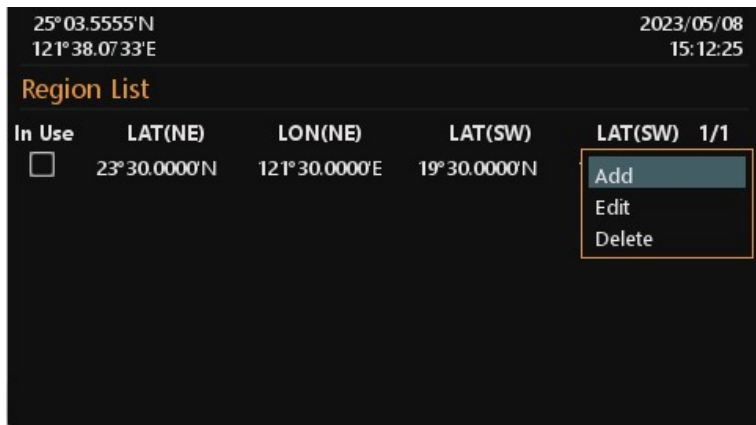 25°03.5555'N 2023/05/08
121°38.0733'E 15:12:25
Region List
In Use LAT(NE) LON(NE) LAT(SW) LAT(SW) 1/1
23°30.0000'N 121°30.0000'E 19°30.0000'N
Add
Edit
Delete